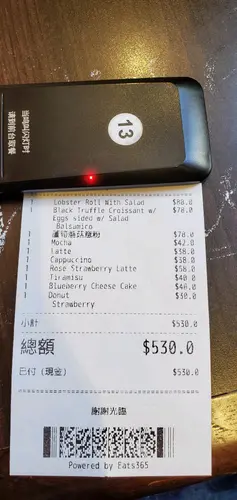 13
1 Lobster Roll With Salad $88.0
1 Black Truffle Croissant w/ $78.0
Eggs sided w/ Salad
Balsamiro
1 $78.0
1 Mocha $42.0
1 Latte $38.0
1 Cappuccino $38.0
1 Rose Strawberry Latte $58.0
1 Tiramisu $40.0
1 Blueberry Cheese Cake $40.0
1 Donut $30.0
Strawberry
小計 $530.0
總額 $530.0
已付 (現金) $530.0
謝謝光臨
Powered by Eats365